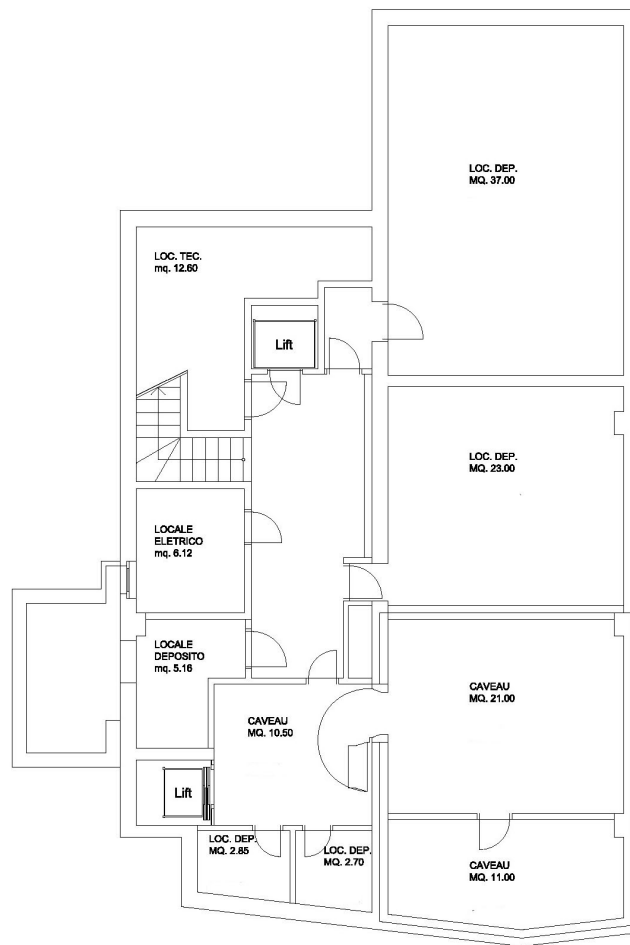 LOC. DEP.
MQ. 37.00
LOC. TEC.
mq. 12.60
Lift
LOC. DEP.
MQ. 23.00
LOCALE
ELETRICO
mq. 6.12
LOCALE
DEPOSITO
mq. 5.16
CAVEAU
MQ. 21.00
CAVEAU
MQ. 10.50
Lift
LOC. DEP.
MQ. 2.85
LOC. DEP.
MQ. 2.70
CAVEAU
MQ. 11.00